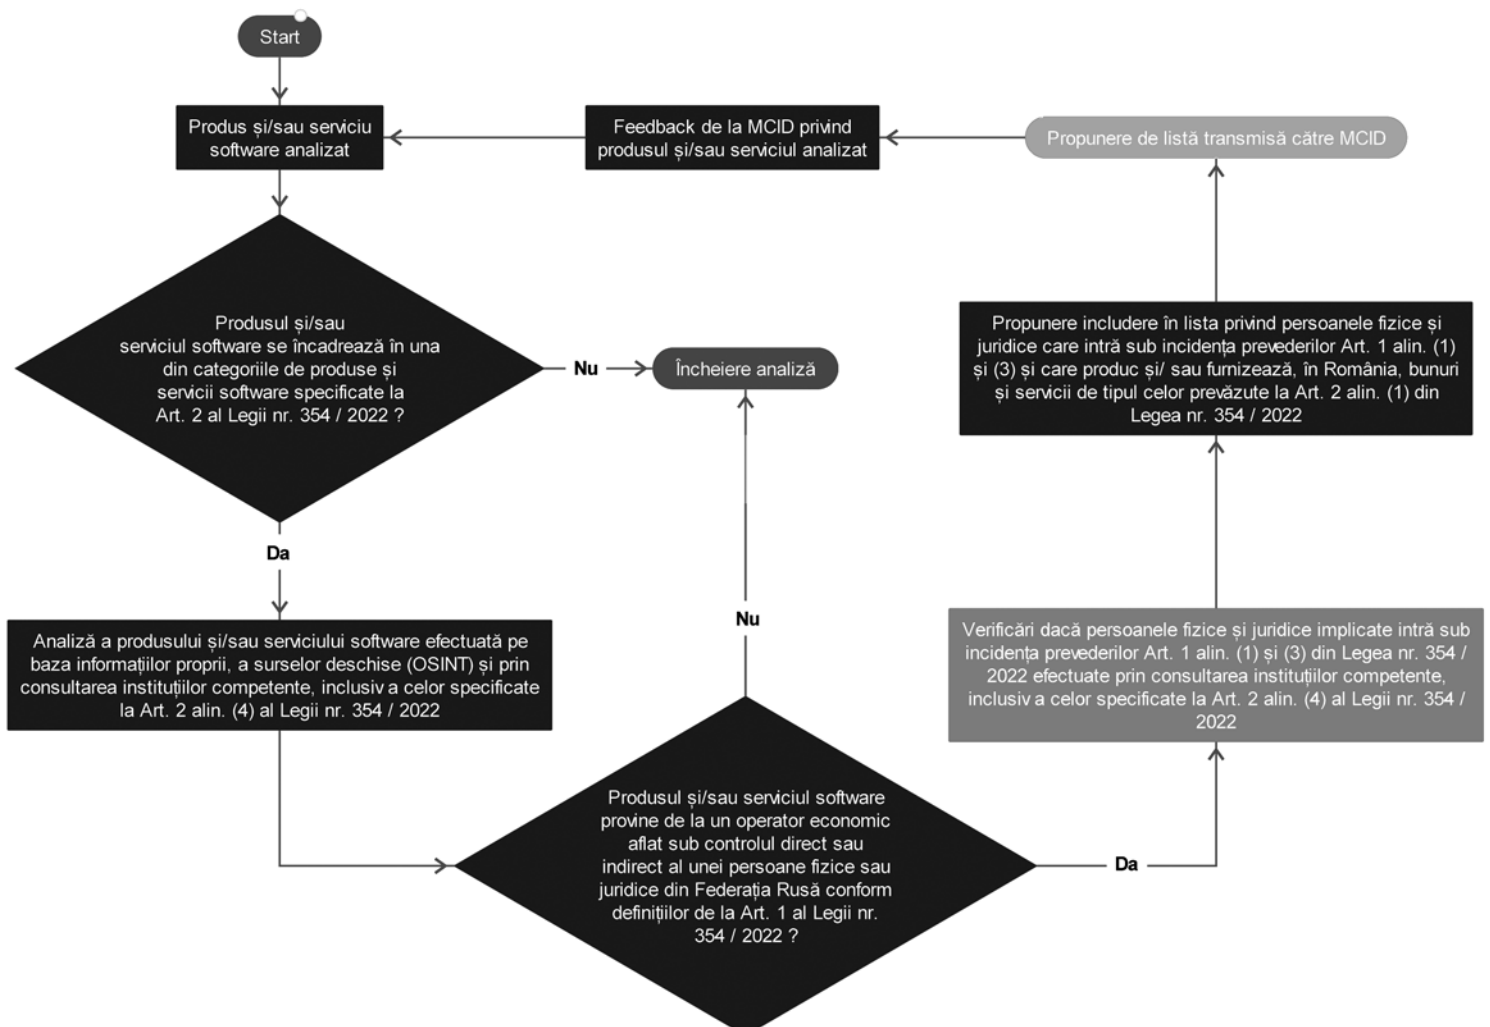 Start
Produs și/sau serviciu
software analizat
Feedback de la MCID privind
produsul și/sau serviciul analizat
Propunere de listă transmisă către MCID
Produsul și/sau
serviciul software se încadrează în una
din categoriile de produse și
servicii software specificate la
Art. 2 al Legii nr. 354 / 2022 ?
Nu
Încheiere analiză
Propunere includere în lista privind persoanele fizice și
juridice care intră sub incidența prevederilor Art. 1 alin. (1)
și (3) și care produc și/ sau furnizează, în România, bunuri
și servicii de tipul celor prevăzute la Art. 2 alin. (1) din
Legea nr. 354 / 2022
Da
Analiză a produsului și/sau serviciului software efectuată pe
baza informațiilor proprii, a surselor deschise (OSINT) și prin
consultarea instituțiilor competente, inclusiv a celor specificate
la Art. 2 alin. (4) al Legii nr. 354 / 2022
Nu
Verificări dacă persoanele fizice și juridice implicate intră sub
incidența prevederilor Art. 1 alin. (1) și (3) din Legea nr. 354 /
2022 efectuate prin consultarea instituțiilor competente,
inclusiv a celor specificate la Art. 2 alin. (4) al Legii nr. 354 /
2022
Produsul și/sau serviciul software
provine de la un operator economic
aflat sub controlul direct sau
indirect al unei persoane fizice sau
juridice din Federația Rusă conform
definițiilor de la Art. 1 al Legii nr.
354 / 2022 ?
Da